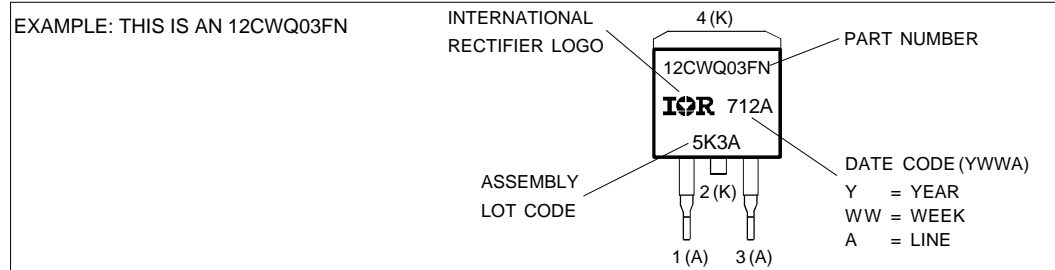 EXAMPLE: THIS IS AN 12CWQ03FN
INTERNATIONAL
RECTIFIER LOGO
4 (K)
PART NUMBER
12CWQ03FN
IOR 712A
5K3A
ASSEMBLY
LOT CODE
2 (K)
1 (A) 3 (A)
DATE CODE (YWWA)
Y = YEAR
WW = WEEK
A = LINE